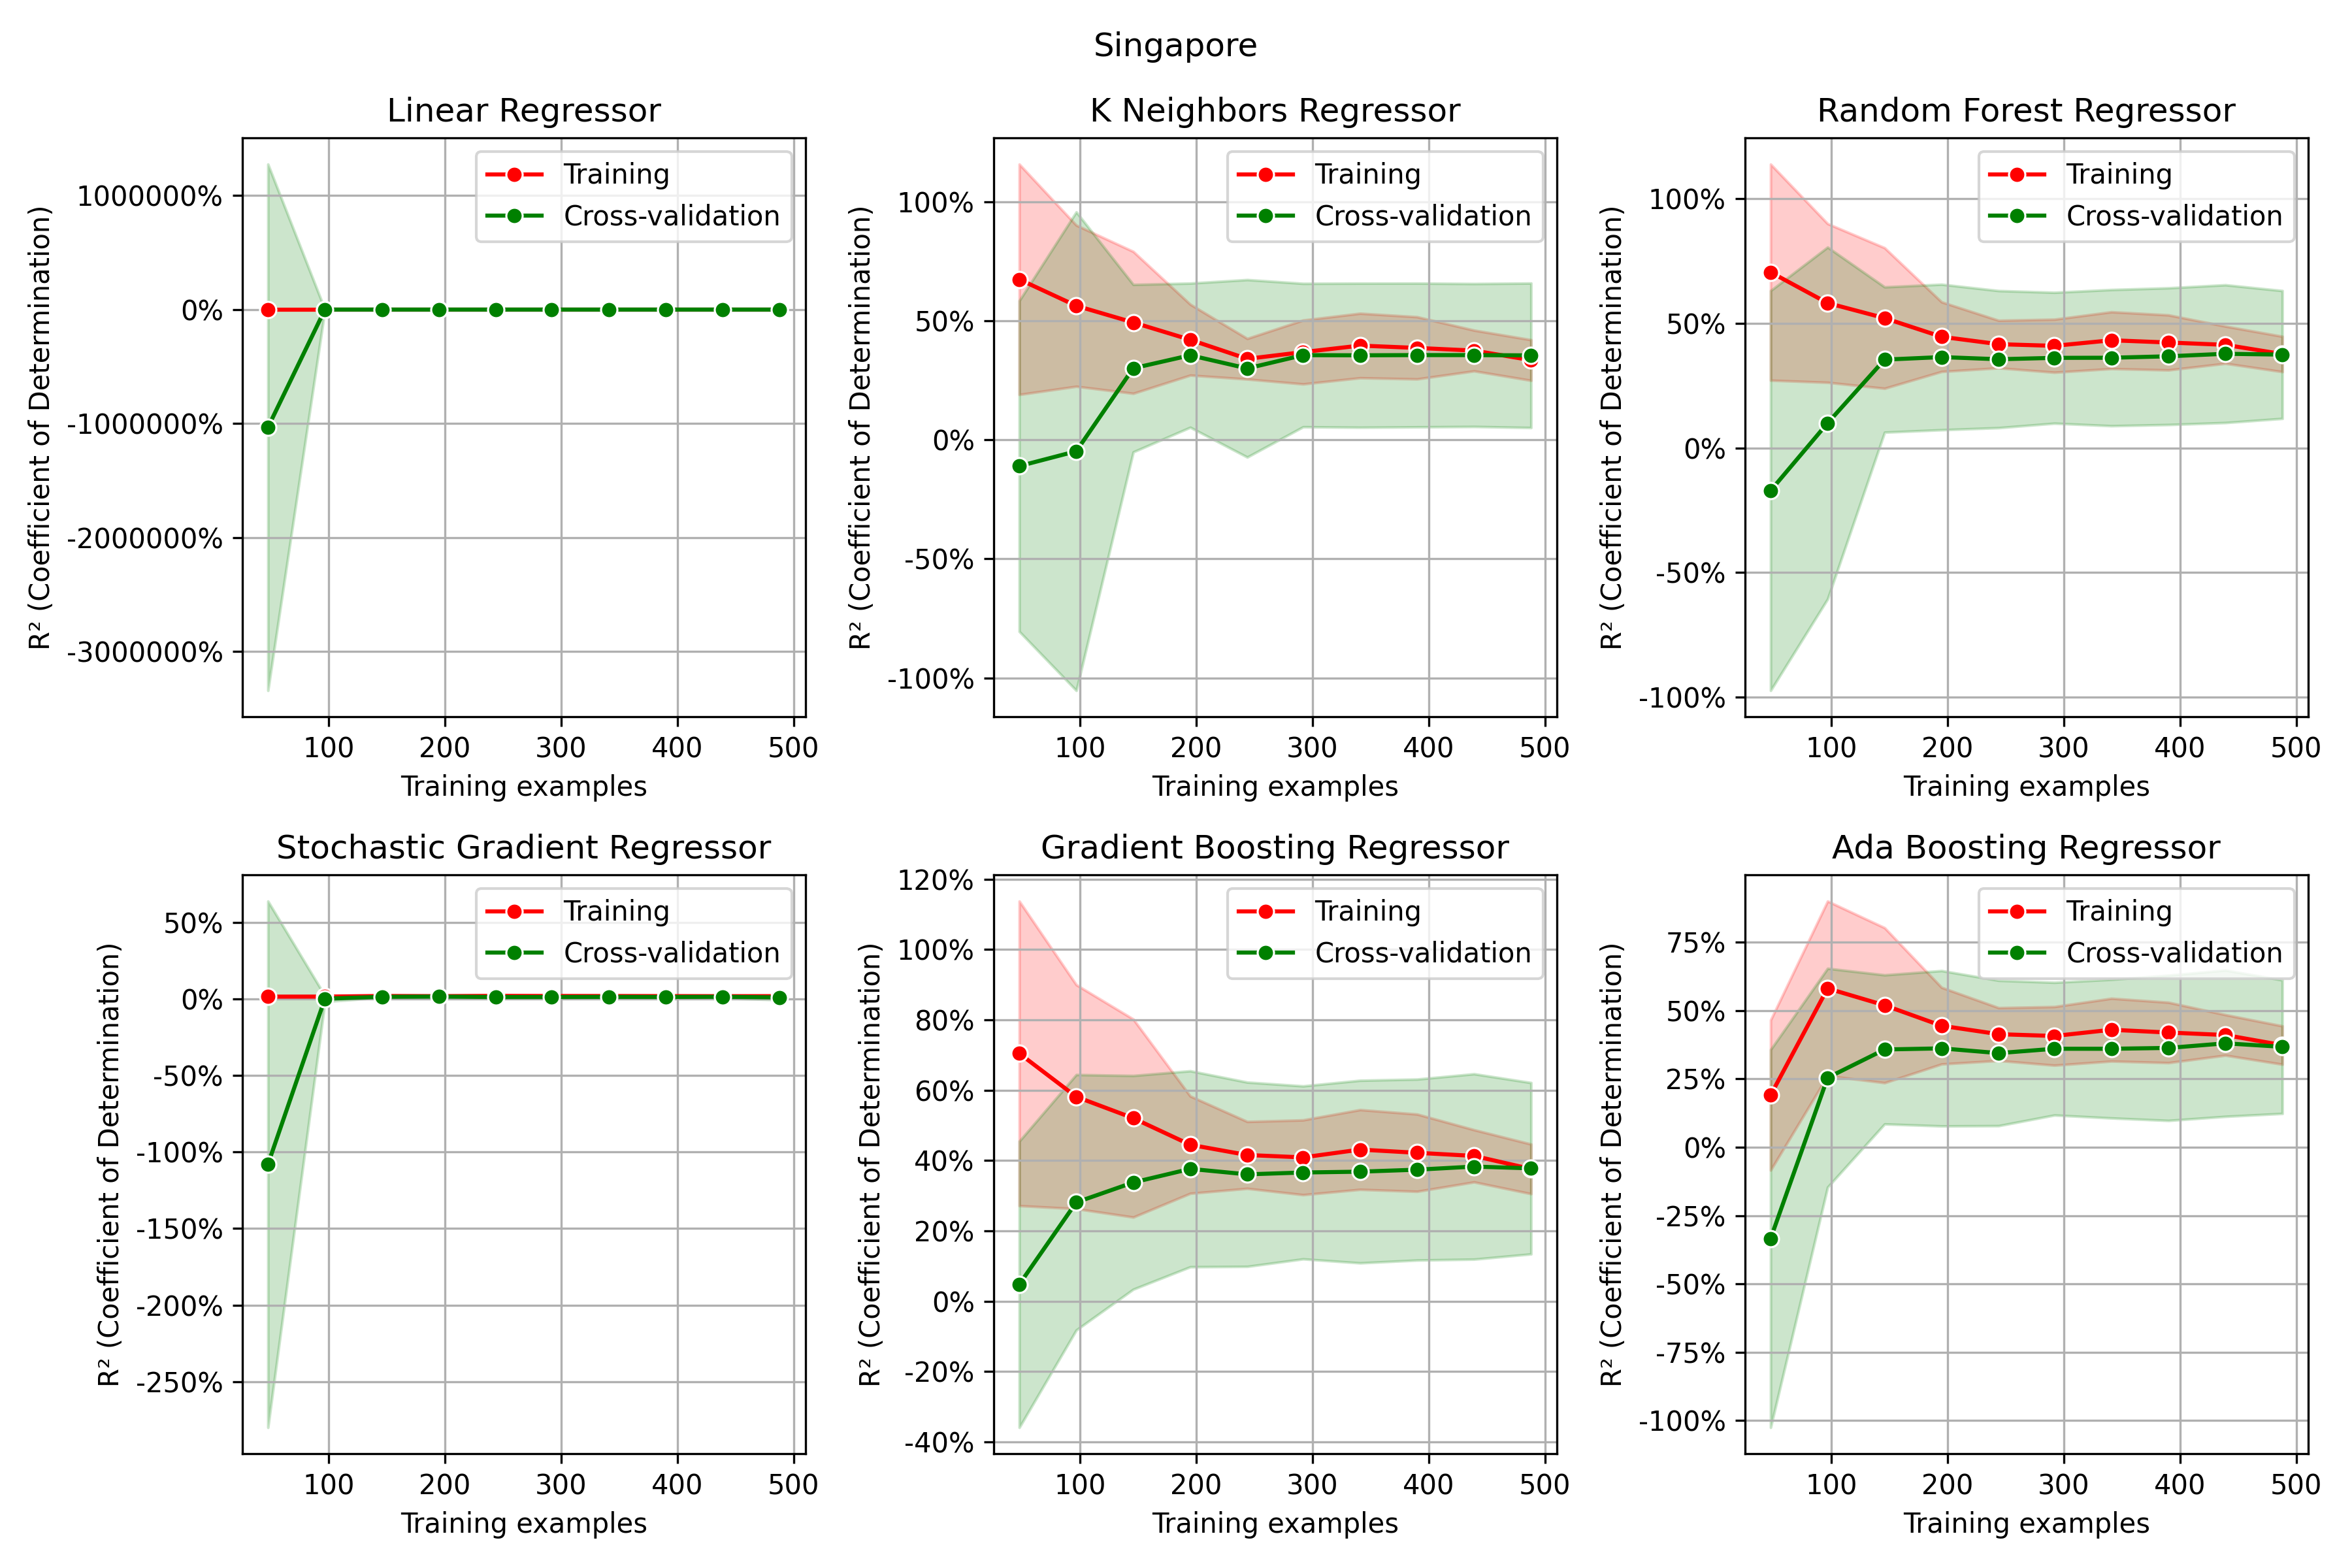 Singapore
Linear Regressor
R² (Coefficient of Determination)
1000000%
0%
-1000000%
-2000000%
-3000000%
Training
Cross-validation
100 200 300 400 500
Training examples
K Neighbors Regressor
R² (Coefficient of Determination)
100%
50%
0%
-50%
-100%
Training
Cross-validation
100 200 300 400 500
Training examples
Random Forest Regressor
R² (Coefficient of Determination)
100%
50%
0%
-50%
-100%
Training
Cross-validation
100 200 300 400 500
Training examples
Stochastic Gradient Regressor
R² (Coefficient of Determination)
50%
0%
-50%
-100%
-150%
-200%
-250%
Training
Cross-validation
100 200 300 400 500
Training examples
Gradient Boosting Regressor
R² (Coefficient of Determination)
120%
100%
80%
60%
40%
20%
0%
-20%
-40%
Training
Cross-validation
100 200 300 400 500
Training examples
Ada Boosting Regressor
R² (Coefficient of Determination)
75%
50%
25%
0%
-25%
-50%
-75%
-100%
Training
Cross-validation
100 200 300 400 500
Training examples